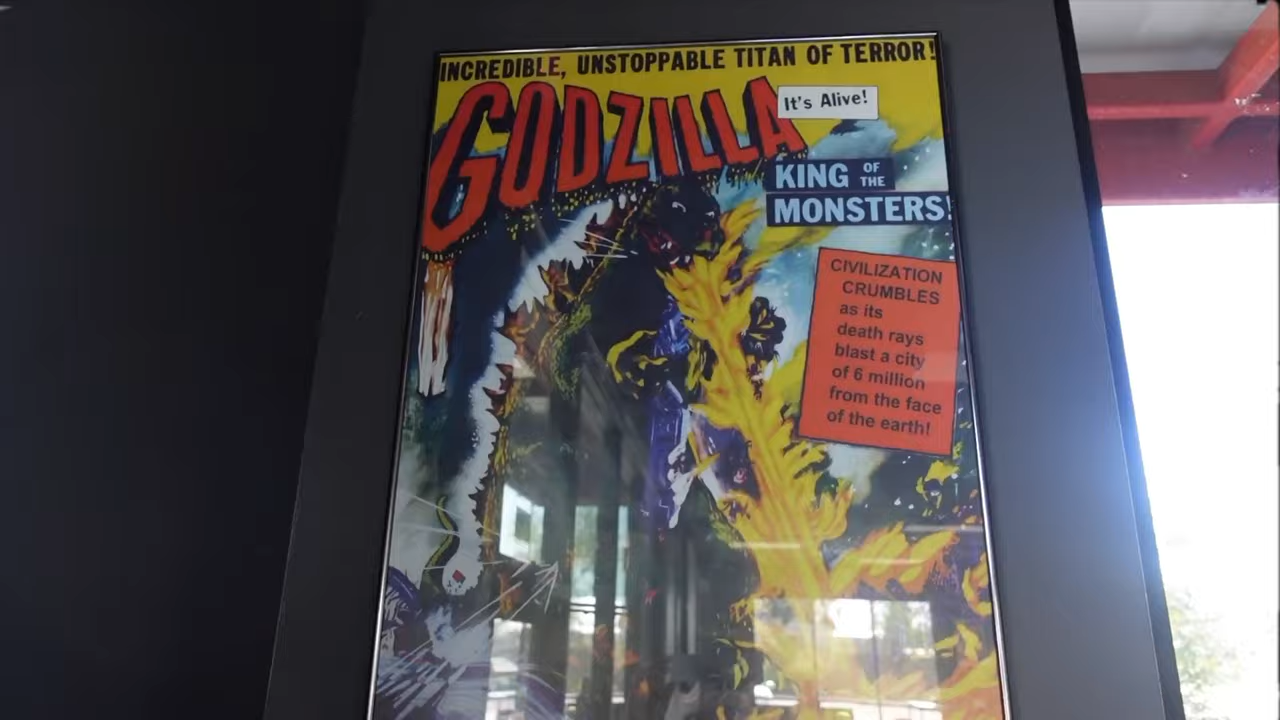 INCREDIBLE, UNSTOPPABLE TITAN OF TERROR!
GODZILLA
It's Alive!
KING OF THE
MONSTERS!
CIVILIZATION
CRUMBLES
as its
death rays
blast a city
of 6 million
from the face
of the earth!